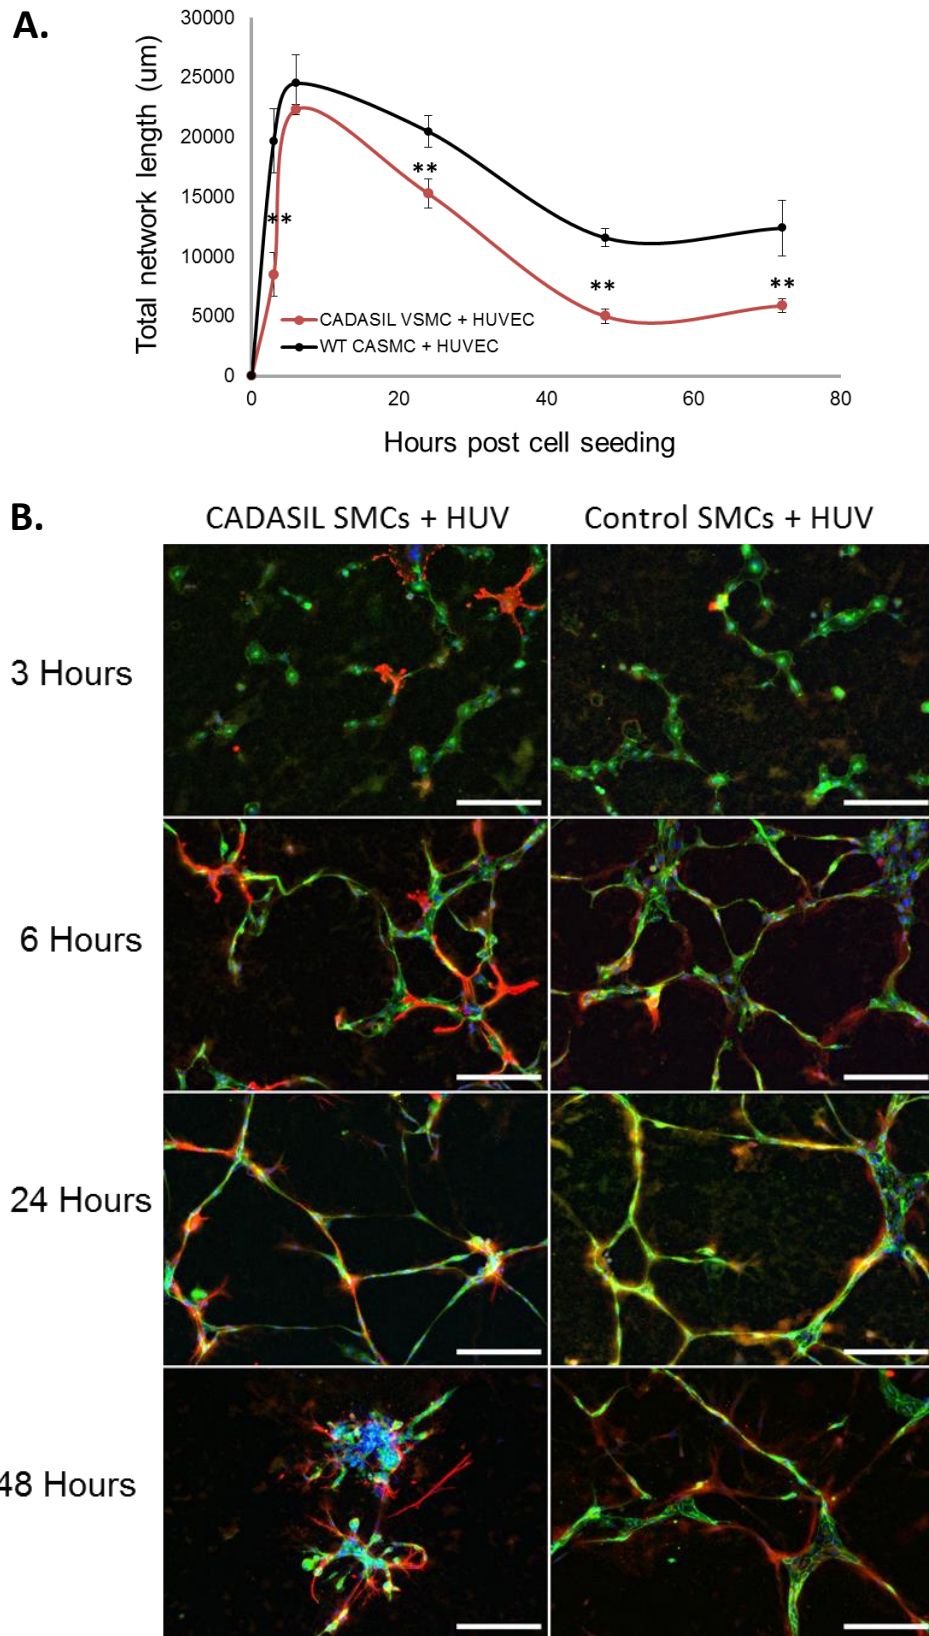 A.
Total network length (um)
30000
25000
20000
15000
10000
5000
0
**
**
**
**
CADASIL VSMC + HUVEC
WT CASMC + HUVEC
0 20 40 60 80
Hours post cell seeding
B.
CADASIL SMCs + HUV Control SMCs + HUV
3 Hours
6 Hours
24 Hours
48 Hours